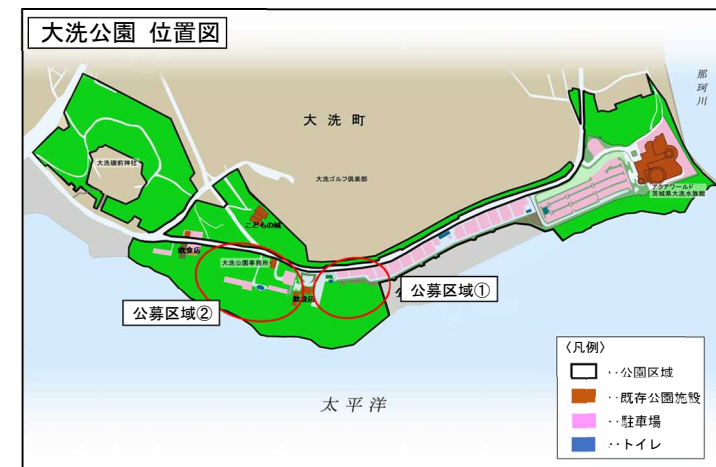 大洗公園 位置図
那珂川
大洗町
大洗磯前神社
大洗ゴルフ倶楽部
アクアワールド
茨城県大洗水族館
こどもの城
飲食店
大洗公園事務所
飲食店
公募区域①
公募区域②
太平洋
〈凡例〉
‥公園区域
‥既存公園施設
‥駐車場
‥トイレ